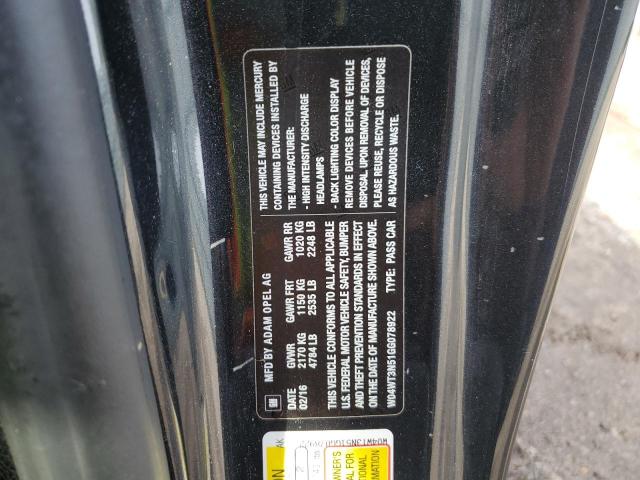 GM
MFD BY ADAM OPEL AG
DATE GVWR GAWR FRT GAWR RR
02/16 2170 KG 1150 KG 1020 KG
4784 LB 2535 LB 2248 LB
THIS VEHICLE CONFORMS TO ALL APPLICABLE
U.S. FEDERAL MOTOR VEHICLE SAFETY, BUMPER
AND THEFT PREVENTION STANDARDS IN EFFECT
ON THE DATE OF MANUFACTURE SHOWN ABOVE.
W04WT3N51GG078922 TYPE: PASS CAR
THIS VEHICLE MAY INCLUDE MERCURY
CONTAINING DEVICES INSTALLED BY
THE MANUFACTURER:
- HIGH INTENSITY DISCHARGE
HEADLAMPS
- BACK LIGHTING COLOR DISPLAY
REMOVE DEVICES BEFORE VEHICLE
DISPOSAL UPON REMOVAL OF DEVICES,
PLEASE REUSE, RECYCLE OR DISPOSE
AS HAZARDOUS WASTE.